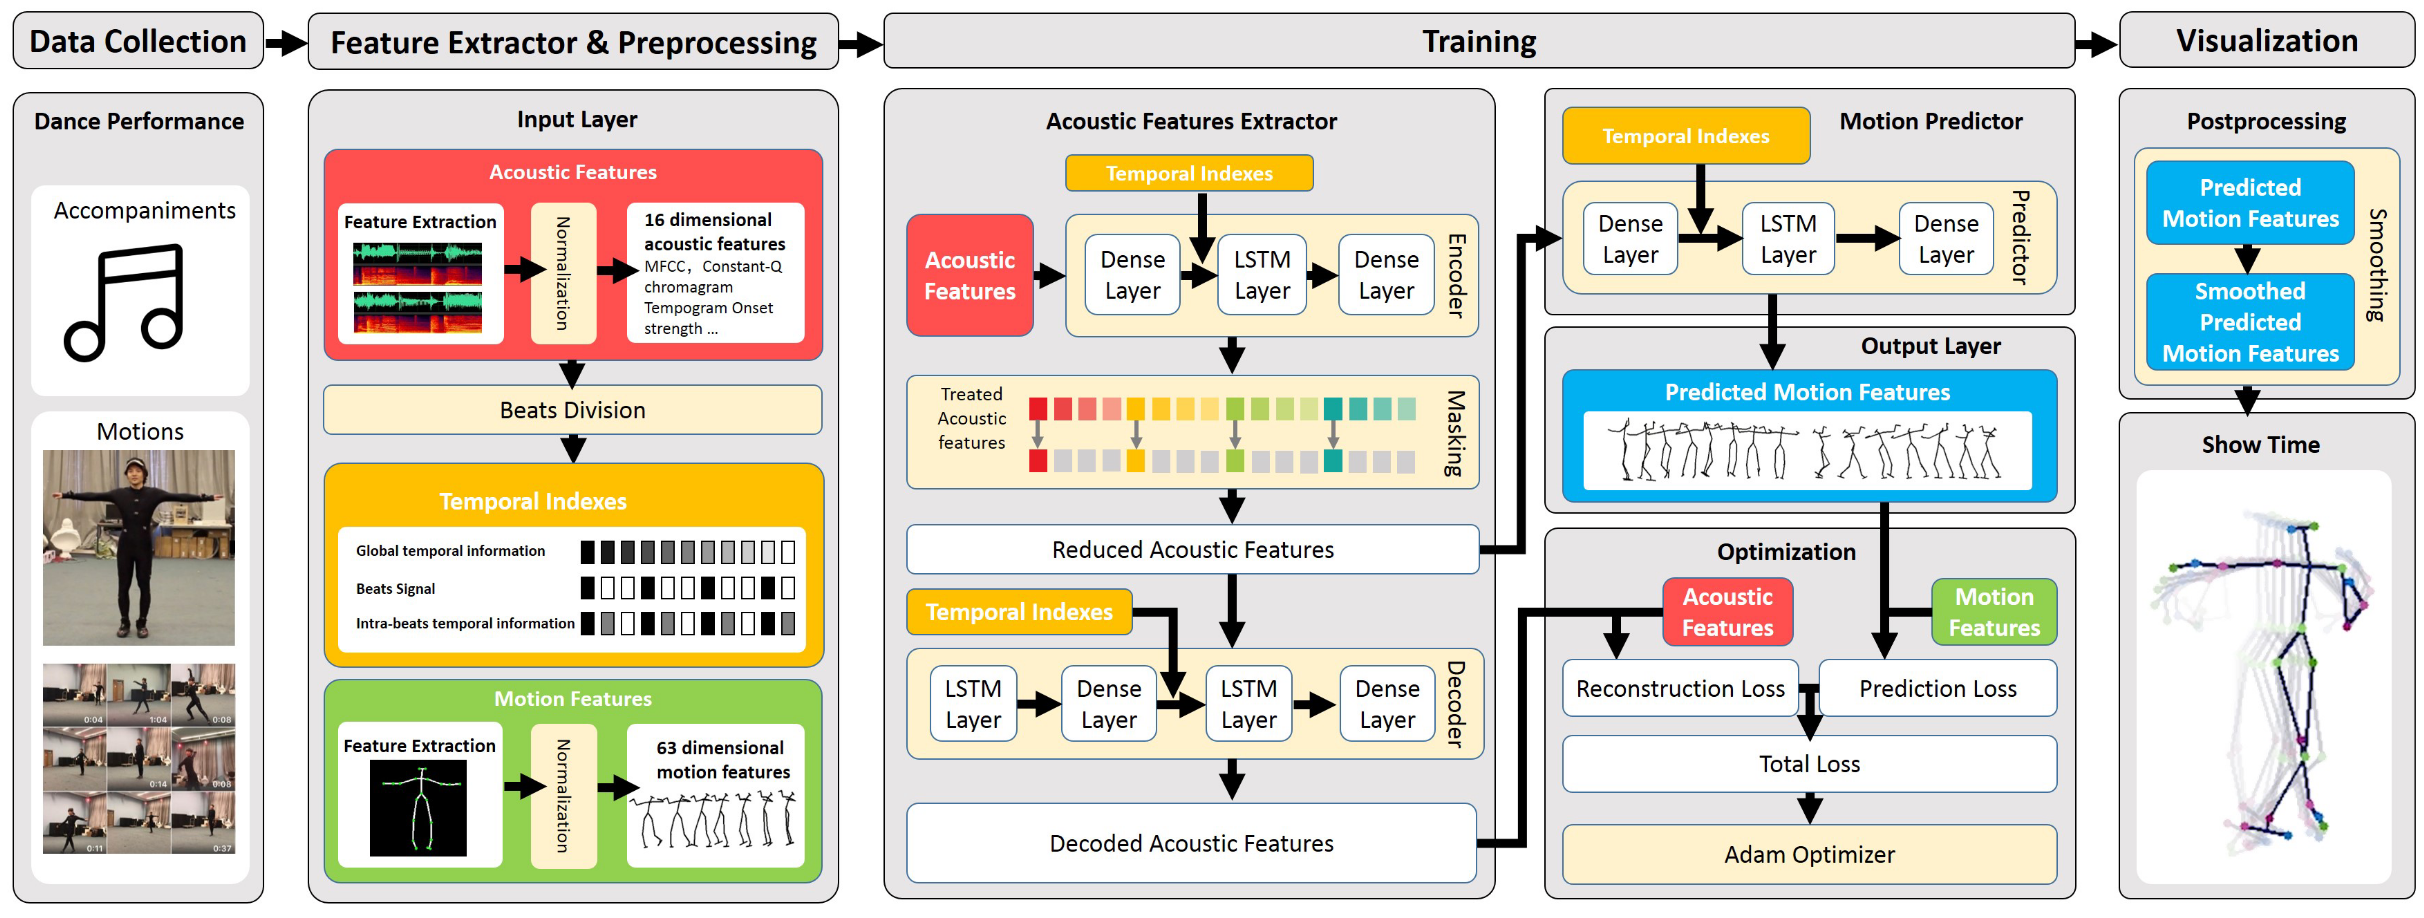 Data Collection
Feature Extractor & Preprocessing
Training
Visualization
Dance Performance
Accompaniments
Motions
0:04
1:04
0:08
0:14
0:08
0:11
0:37
Input Layer
Acoustic Features
Feature Extraction
Normalization
16 dimensional
acoustic features
MFCC, Constant-Q
chromagram
Tempogram Onset
strength ...
Beats Division
Temporal Indexes
Global temporal information
Beats Signal
Intra-beats temporal information
Motion Features
Feature Extraction
Normalization
63 dimensional
motion features
Acoustic Features Extractor
Temporal Indexes
Acoustic
Features
Dense
Layer
LSTM
Layer
Dense
Layer
Encoder
Treated
Acoustic
features
Masking
Reduced Acoustic Features
Temporal Indexes
LSTM
Layer
Dense
Layer
LSTM
Layer
Dense
Layer
Decoder
Decoded Acoustic Features
Temporal Indexes
Motion Predictor
Dense
Layer
LSTM
Layer
Dense
Layer
Predictor
Output Layer
Predicted Motion Features
Optimization
Acoustic
Features
Motion
Features
Reconstruction Loss
Prediction Loss
Total Loss
Adam Optimizer
Postprocessing
Predicted
Motion Features
Smoothed
Predicted
Motion Features
Smoothing
Show Time